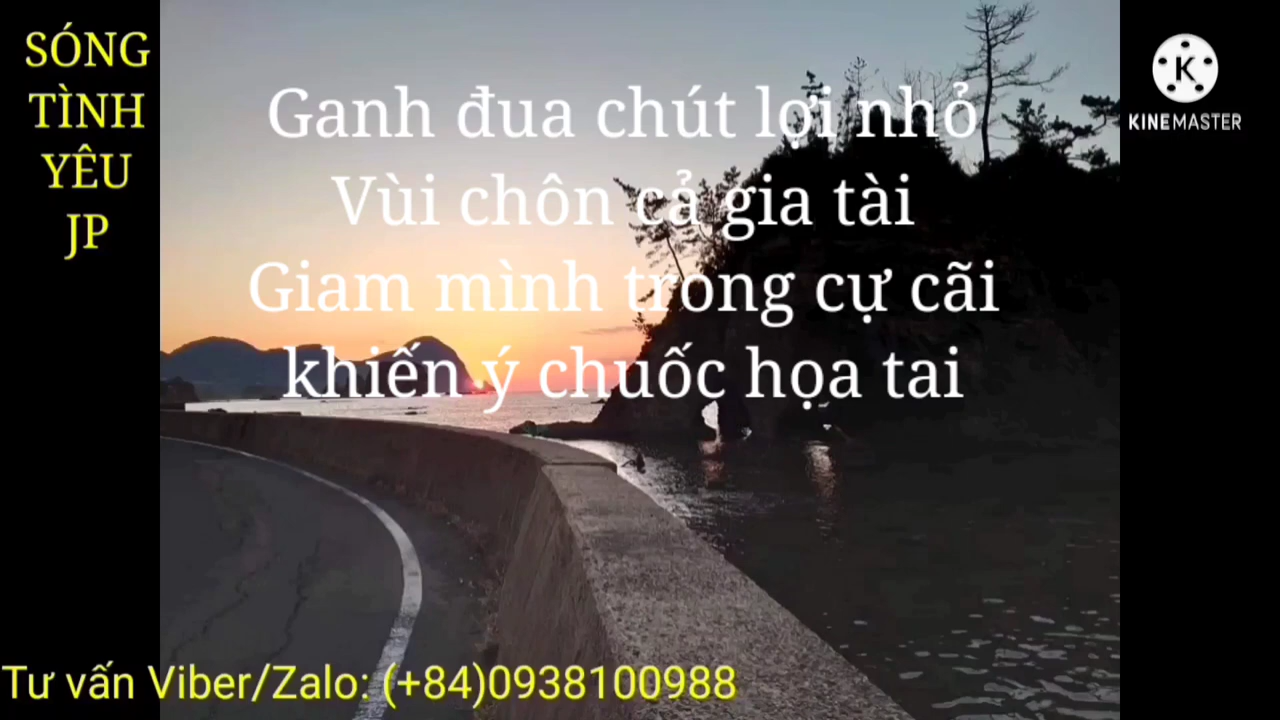 SÓNG
TÌNH
YÊU
JP
Ganh đua chút lợi nhỏ
Vùi chôn cả gia tài
Giam mình trong cự cãi
khiến ý chuốc họa tai
K
KINEMASTER
Tư vấn Viber/Zalo: (+84)0938100988